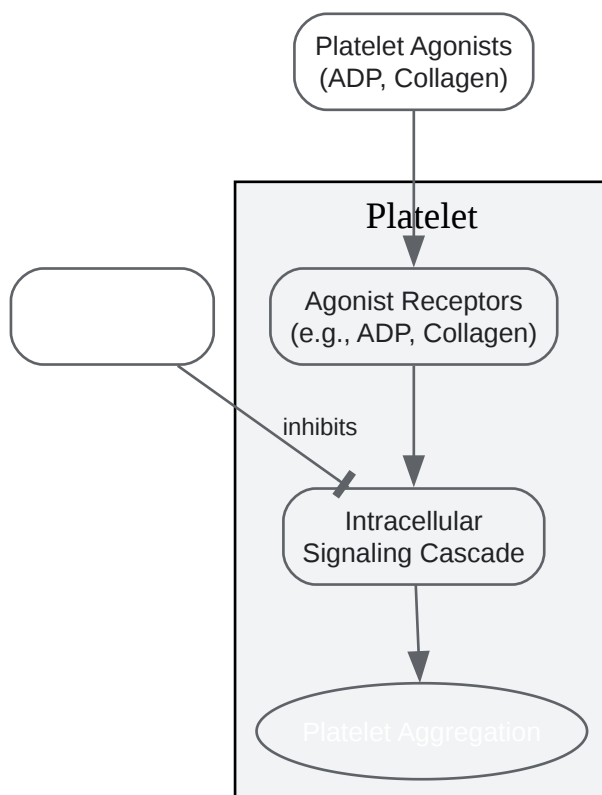 Platelet Agonists
(ADP, Collagen)
Platelet
Agonist Receptors
(e.g., ADP, Collagen)
inhibits
Intracellular
Signaling Cascade
Platelet Aggregation